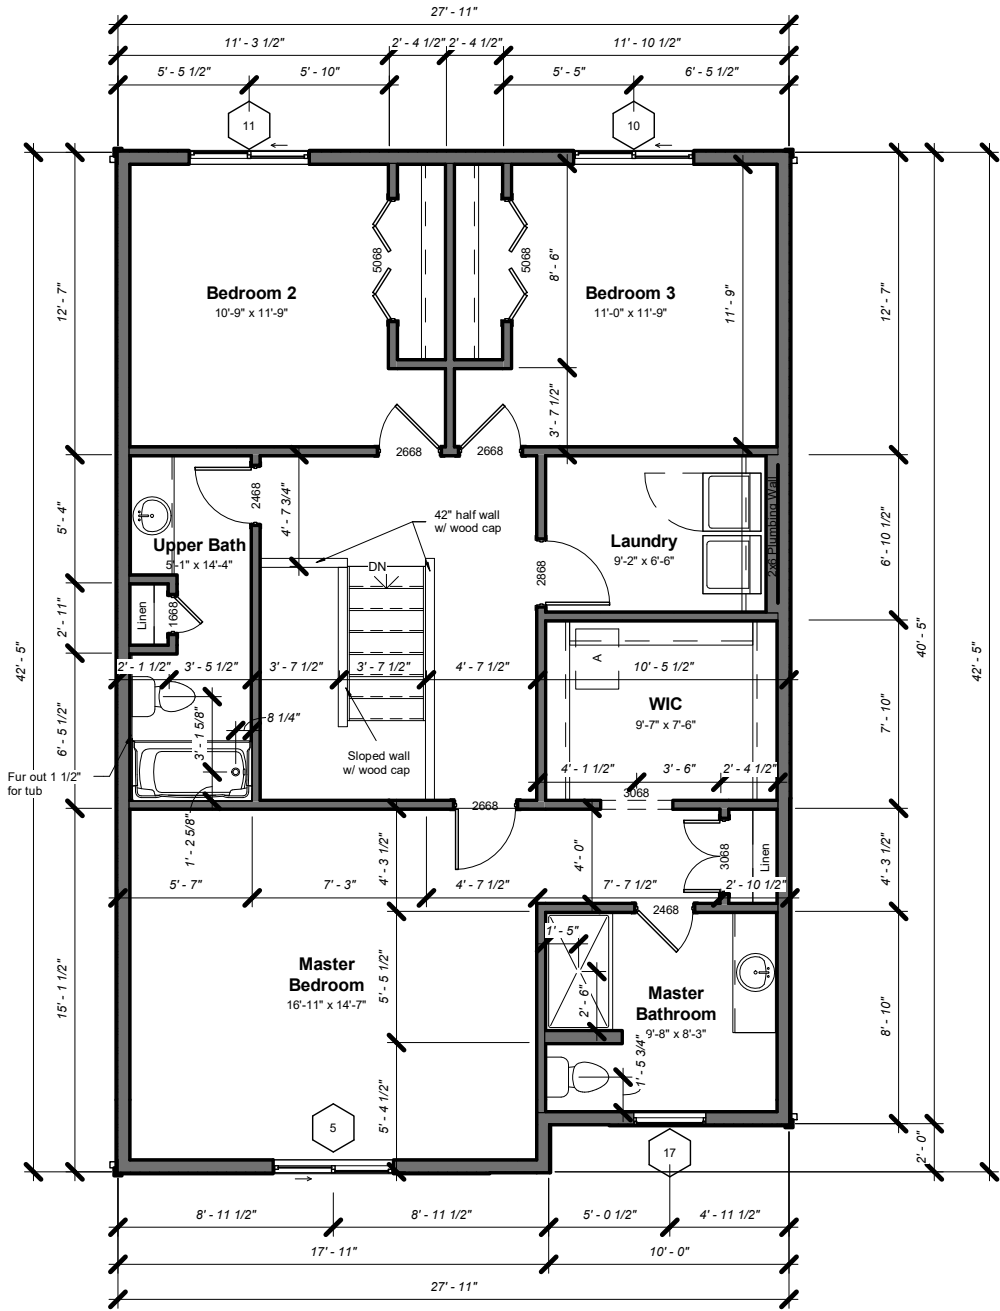 27' - 11"
11' - 3 1/2"
2' - 4 1/2"
2' - 4 1/2"
11' - 10 1/2"
5' - 5 1/2"
5' - 10"
5' - 5"
6' - 5 1/2"
11
10
12' - 7"
Bedroom 2
10'-9" x 11'-9"
5068
5068
8' - 6"
Bedroom 3
11'-0" x 11'-9"
11' - 9"
12' - 7"
3' - 7 1/2"
2668
2668
5' - 4"
2468
4' - 7 3/4"
42" half wall
w/ wood cap
Upper Bath
5'-1" x 14'-4"
DN
Laundry
9'-2" x 6'-6"
2868
2x6 Plumbing Wall
6' - 10 1/2"
2' - 11"
Linen
1668
42' - 5"
40' - 5"
42' - 5"
2' - 1 1/2"
3' - 5 1/2"
3' - 7 1/2"
3' - 7 1/2"
4' - 7 1/2"
A
10' - 5 1/2"
WIC
9'-7" x 7'-6"
7' - 10"
6' - 5 1/2"
3' - 1 5/8"
8 1/4"
Sloped wall
w/ wood cap
Fur out 1 1/2"
for tub
4' - 1 1/2"
3' - 6"
2' - 4 1/2"
3068
2668
1' - 2 5/8"
4' - 3 1/2"
4' - 0"
3068
Linen
4' - 3 1/2"
5' - 7"
7' - 3"
4' - 7 1/2"
7' - 7 1/2"
2' - 10 1/2"
2468
1' - 5"
15' - 1 1/2"
Master
Bedroom
16'-11" x 14'-7"
5' - 5 1/2"
2' - 6"
Master
Bathroom
9'-8" x 8'-3"
8' - 10"
1' - 5 3/4"
5' - 4 1/2"
5
17
2' - 0"
8' - 11 1/2"
8' - 11 1/2"
5' - 0 1/2"
4' - 11 1/2"
17' - 11"
10' - 0"
27' - 11"